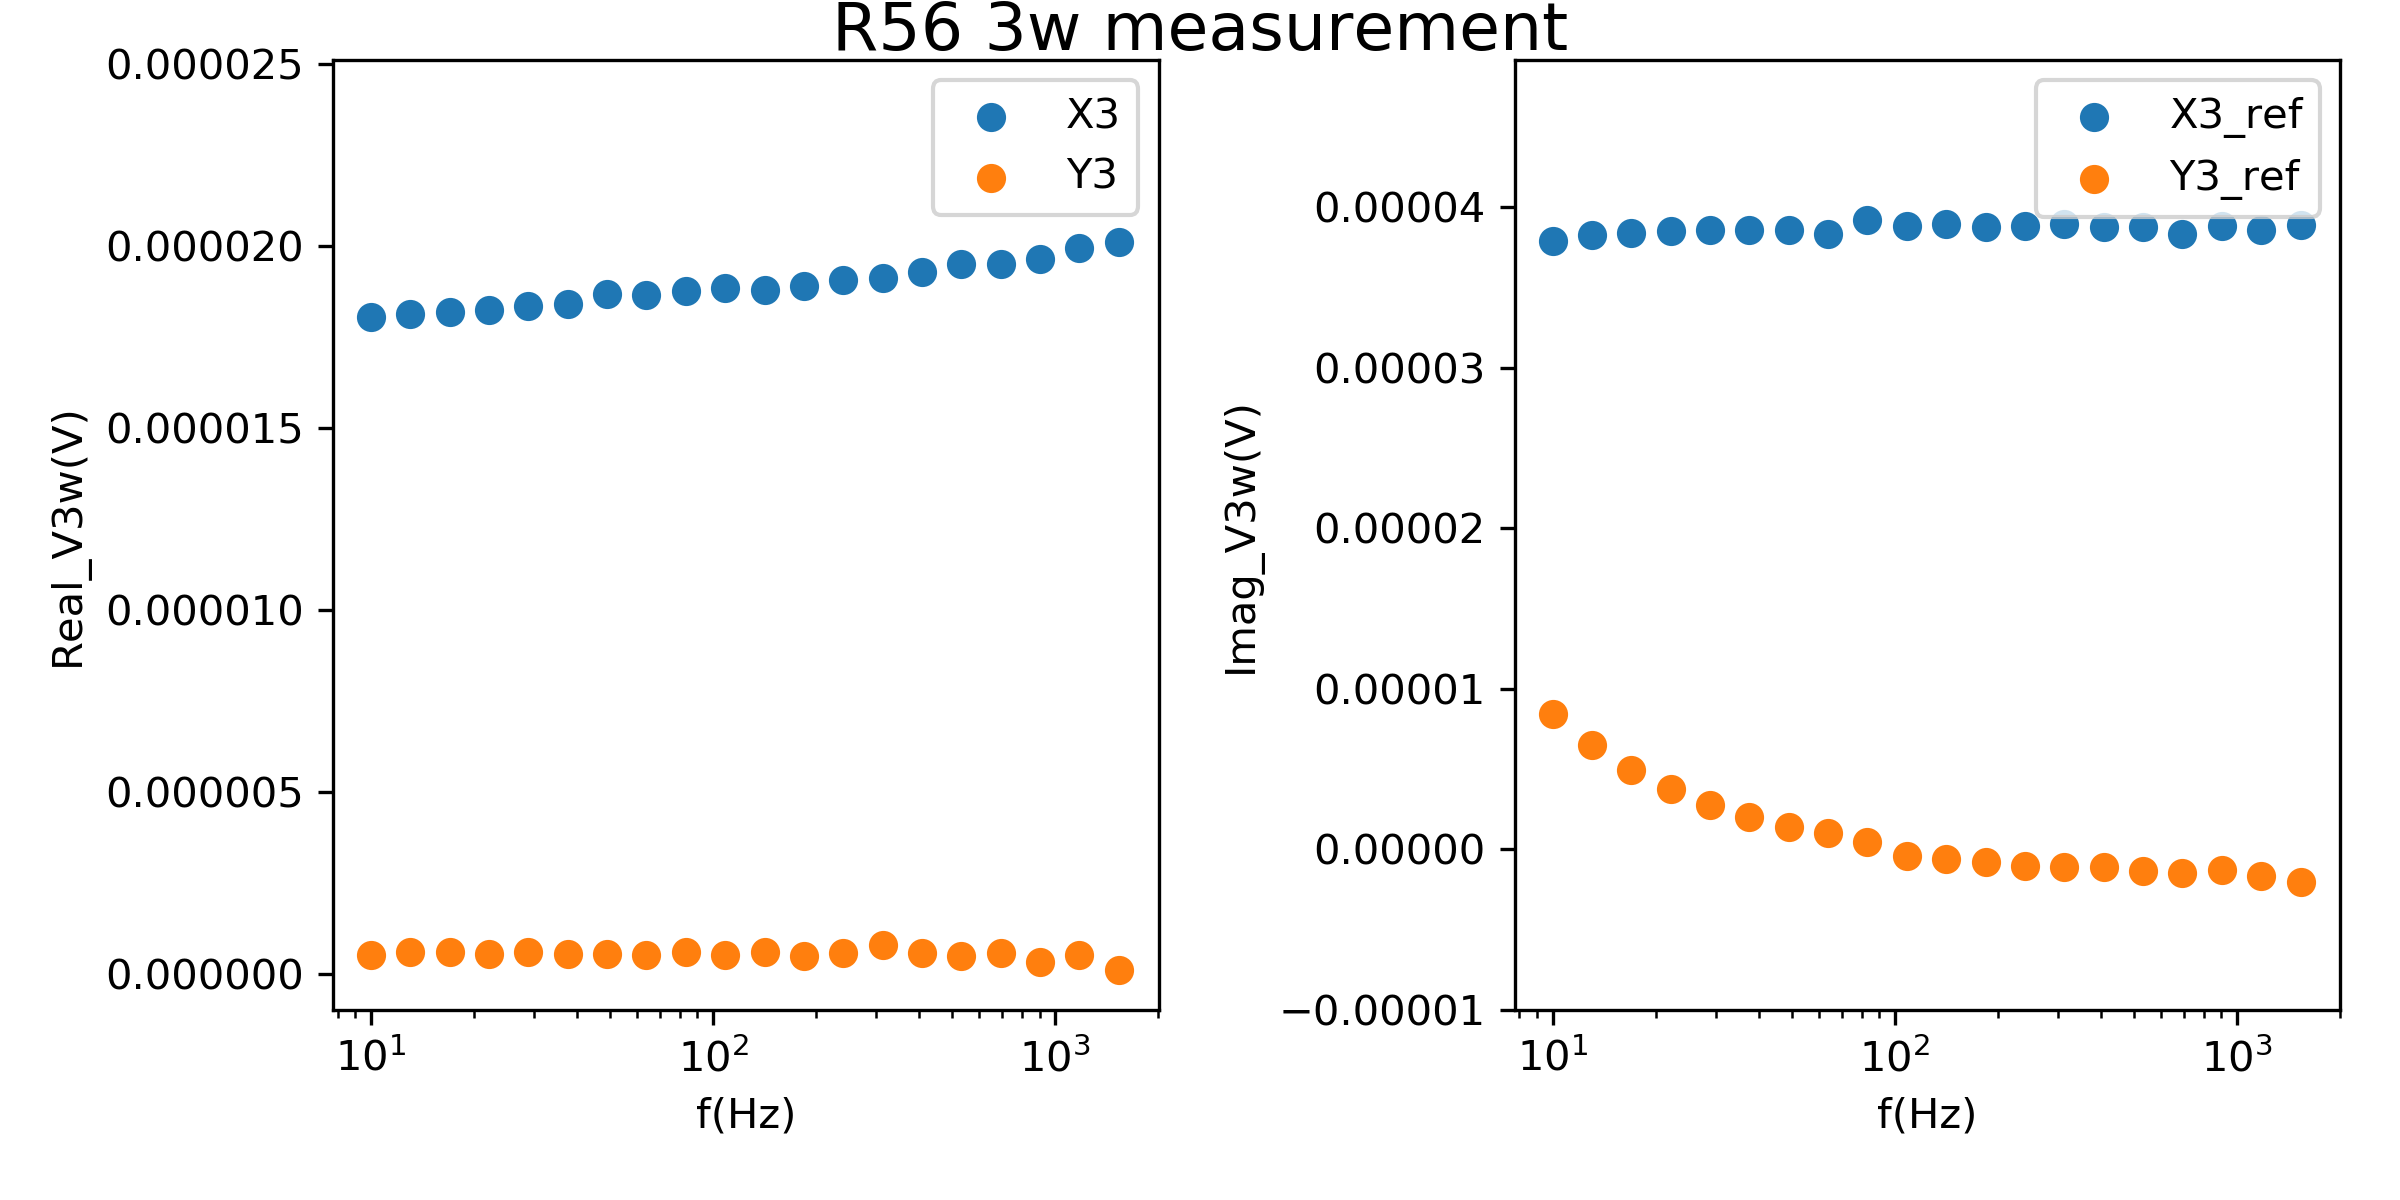 R56 3w measurement
0.000025
0.000020
0.000015
0.000010
0.000005
0.000000
Real_V3w(V)
X3
Y3
10¹ 10² 10³
f(Hz)
0.00004
0.00003
0.00002
0.00001
0.00000
−0.00001
Imag_V3w(V)
X3_ref
Y3_ref
10¹ 10² 10³
f(Hz)